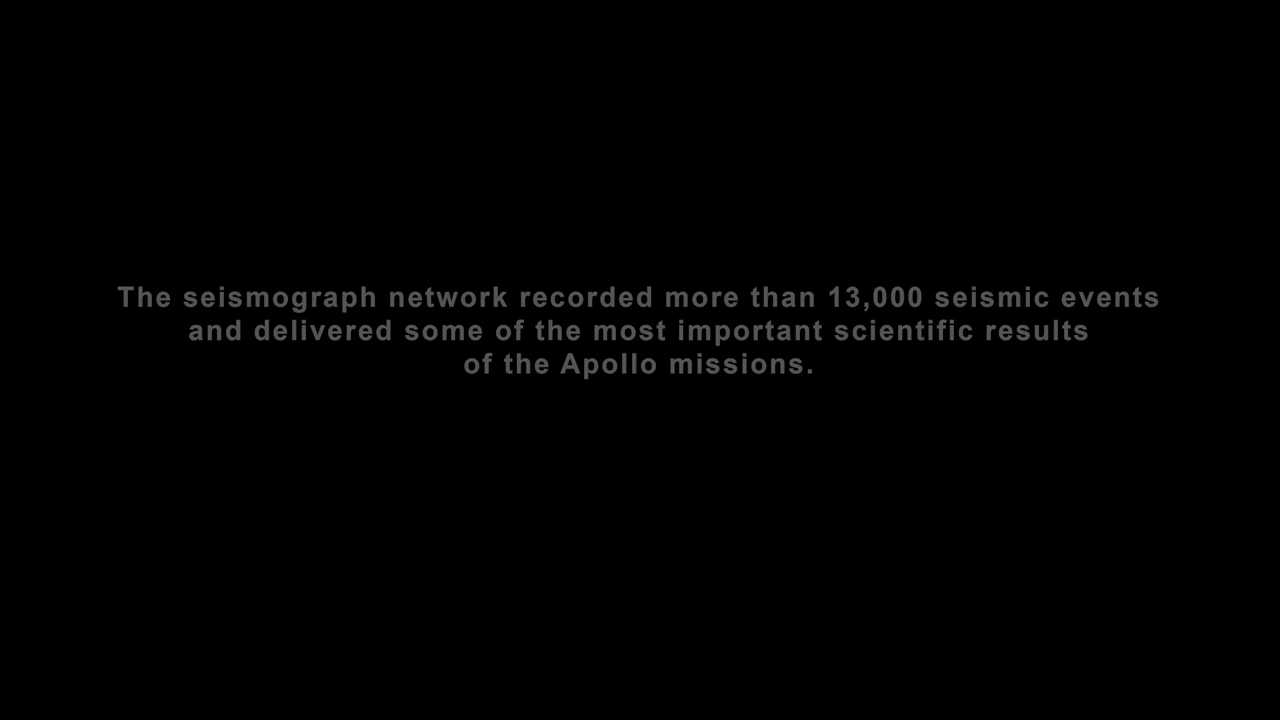 The seismograph network recorded more than 13,000 seismic events
and delivered some of the most important scientific results
of the Apollo missions.